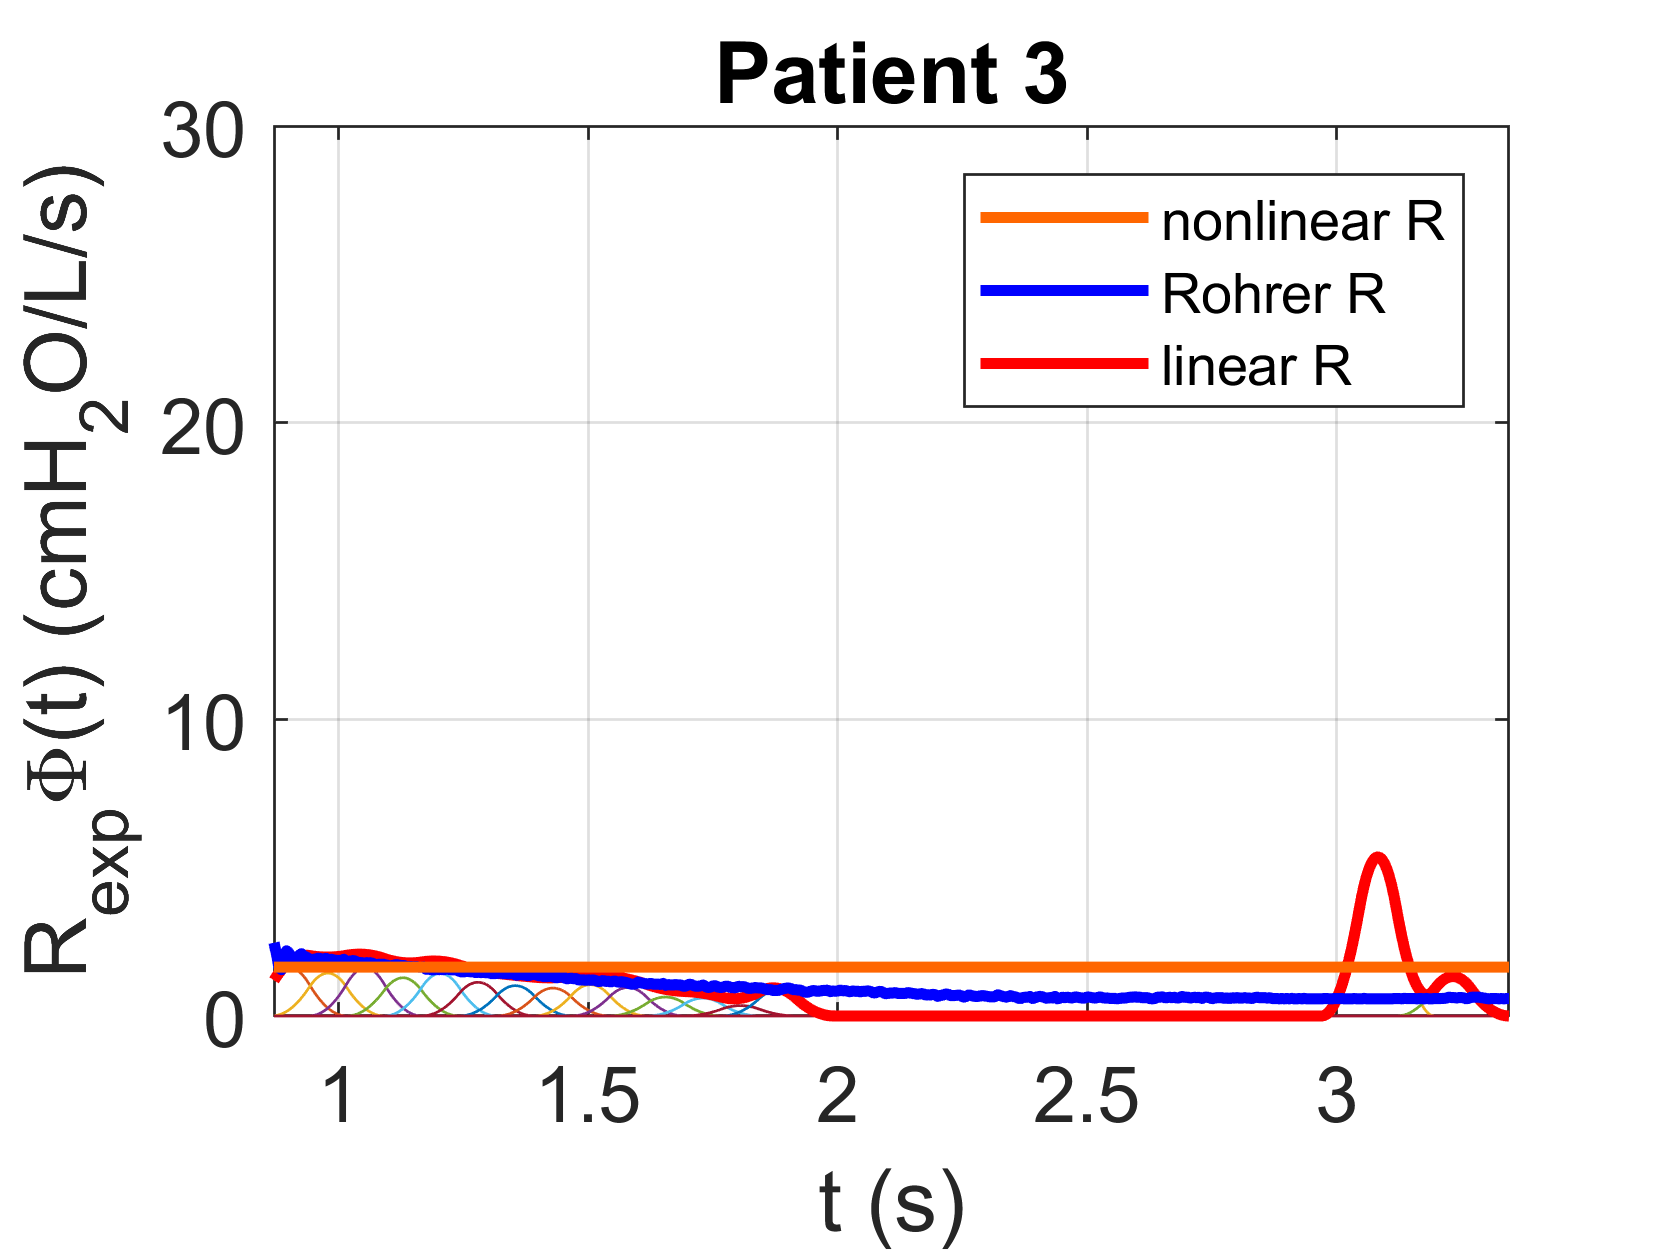 Patient 3
R_expΦ(t) (cmH_2O/L/s)
30
20
10
0
nonlinear R
Rohrer R
linear R
1 1.5 2 2.5 3
t (s)